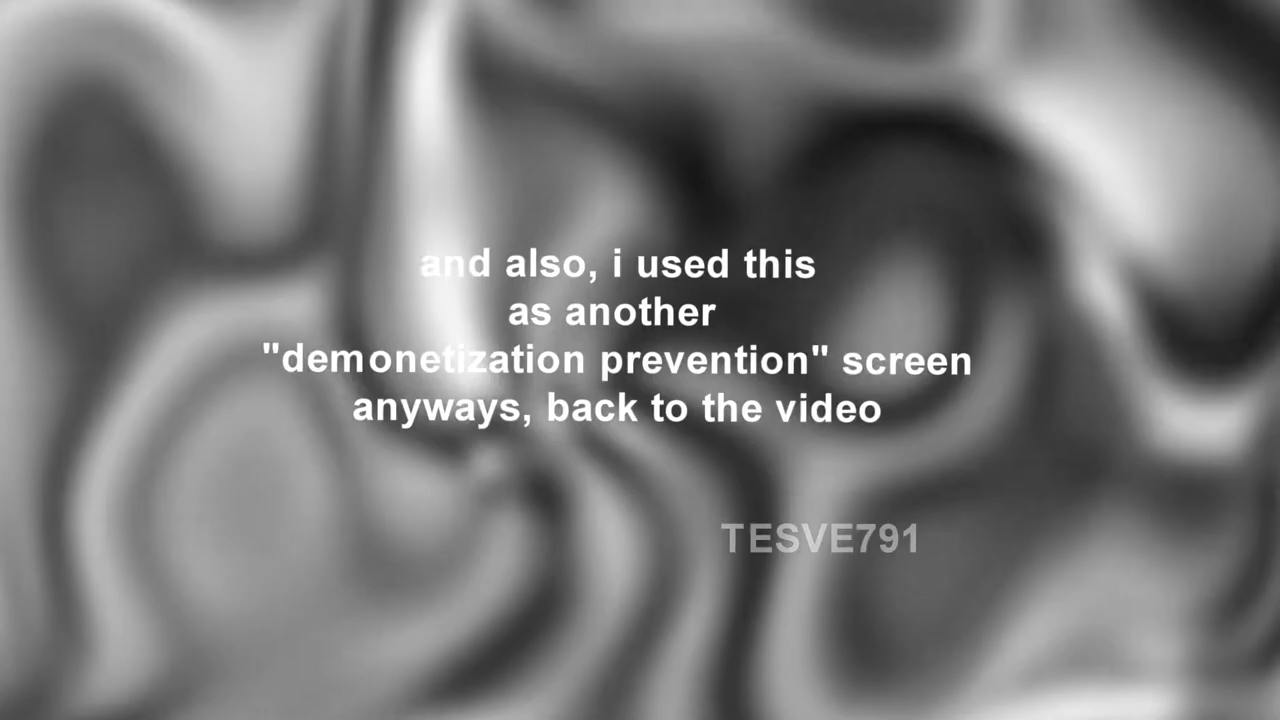 and also, i used this
as another
"demonetization prevention" screen
anyways, back to the video
TESVE791